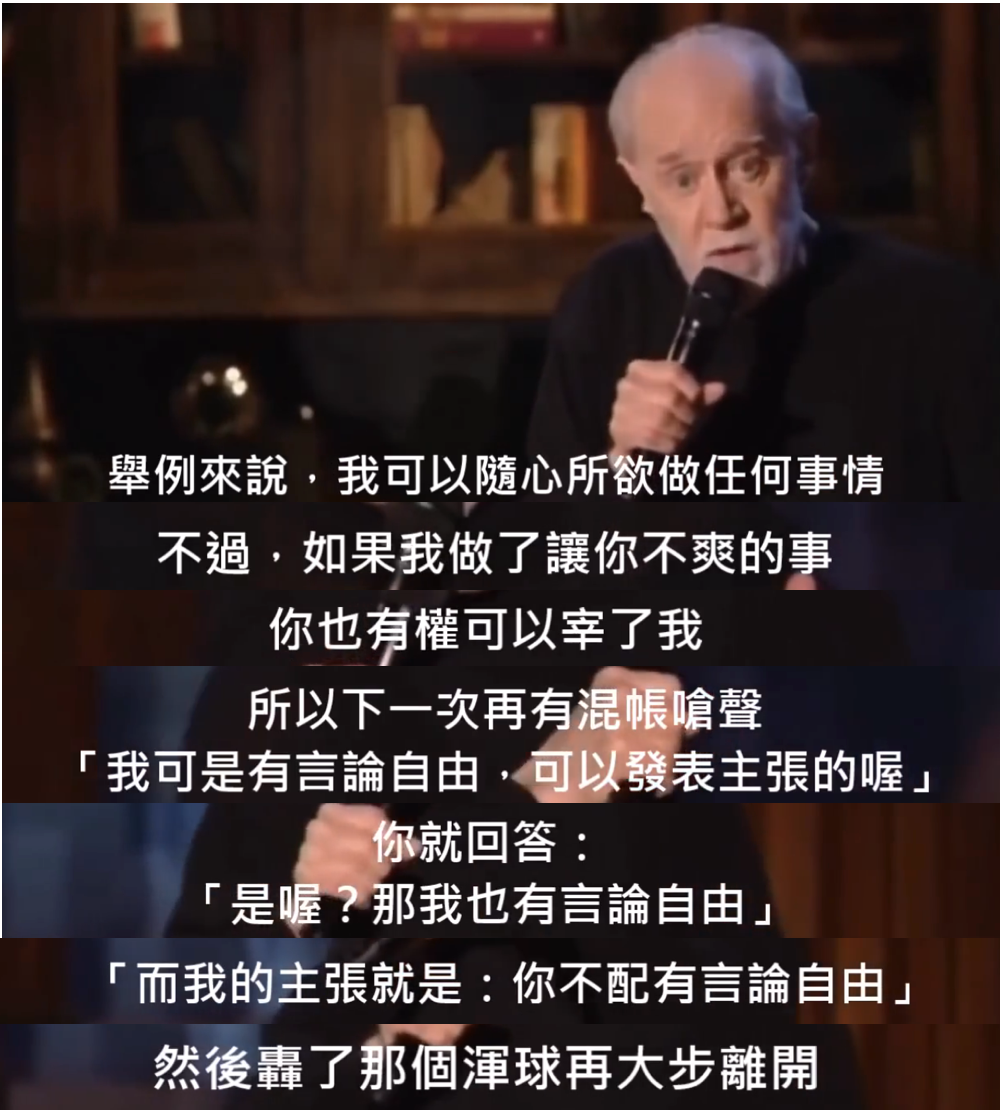 舉例來說，我可以隨心所欲做任何事情
不過，如果我做了讓你不爽的事
你也有權可以宰了我
所以下一次再有混帳嗆聲
「我可是有言論自由，可以發表主張的喔」
你就回答：
「是喔？那我也有言論自由」
「而我的主張就是：你不配有言論自由」
然後轟了那個渾球再大步離開